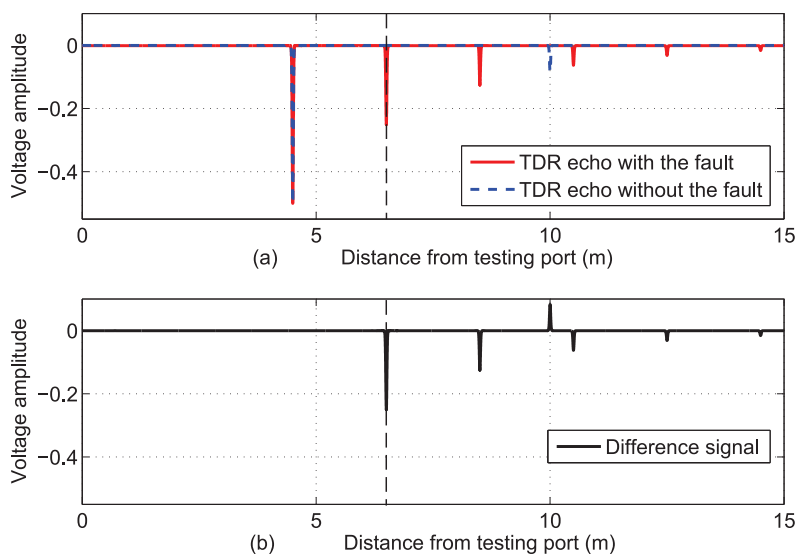 0
−0.2
−0.4
Voltage amplitude
TDR echo with the fault
TDR echo without the fault
0 5 10 15
(a) Distance from testing port (m)
0
−0.2
−0.4
Voltage amplitude
Difference signal
0 5 10 15
(b) Distance from testing port (m)